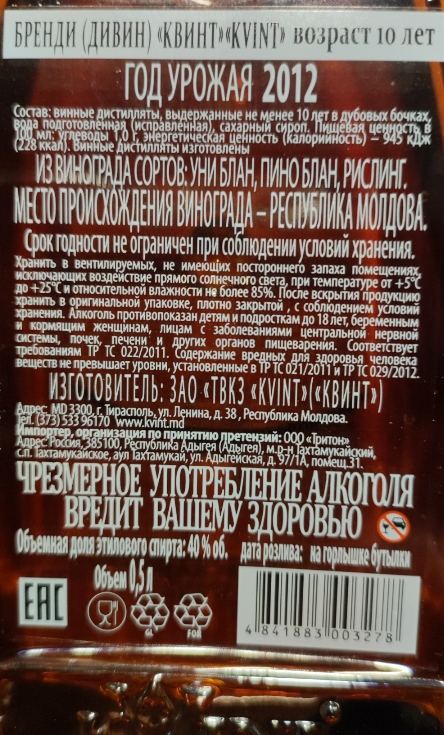 БРЕНДИ (ДИВИН) «КВИНТ»«KVINT» возраст 10 лет
ГОД УРОЖАЯ 2012
Состав: винные дистилляты, выдержанные не менее 10 лет в дубовых бочках,
вода подготовленная (исправленная), сахарный сироп. Пищевая ценность в
100 мл: углеводы 1,0 г, энергетическая ценность (калорийность) – 945 кДж
(228 ккал). Винные дистилляты изготовлены
ИЗ ВИНОГРАДА СОРТОВ: УНИ БЛАН, ПИНО БЛАН, РИСЛИНГ.
МЕСТО ПРОИСХОЖДЕНИЯ ВИНОГРАДА – РЕСПУБЛИКА МОЛДОВА.
Срок годности не ограничен при соблюдении условий хранения.
Хранить в вентилируемых, не имеющих постороннего запаха помещениях,
исключающих воздействие прямого солнечного света, при температуре от +5°С
до +25°С и относительной влажности не более 85%. После вскрытия продукцию
хранить в оригинальной упаковке, плотно закрытой , с соблюдением условий
хранения. Алкоголь противопоказан детям и подросткам до 18 лет, беременным
и кормящим женщинам, лицам с заболеваниями центральной нервной
системы, почек, печени и других органов пищеварения. Соответствует
требованиям ТР ТС 022/2011. Содержание вредных для здоровья человека
веществ не превышает уровни, установленные в ТР ТС 021/2011 и ТР ТС 029/2012.
ИЗГОТОВИТЕЛЬ: ЗАО «ТВКЗ «KVINT»(«КВИНТ»)
Адрес: MD 3300, г. Тирасполь, ул. Ленина, д. 38, Республика Молдова.
Тел. (373) 533 96170 www.kvint.md
Импортер, организация по принятию претензий: ООО «Тритон»
Адрес: Россия, 385100, Республика Адыгея (Адыгея), м.р-н Тахтамукайский,
с.п. Тахтамукайское, аул Тахтамукай, ул. Адыгейская, д. 97/1А, помещ.31.
ЧРЕЗМЕРНОЕ УПОТРЕБЛЕНИЕ АЛКОГОЛЯ
ВРЕДИТ ВАШЕМУ ЗДОРОВЬЮ
Объемная доля этилового спирта: 40 % об. дата розлива: на горлышке бутылки
Объем 0,5 л
EAC
GL
FOR
4 841883 003278